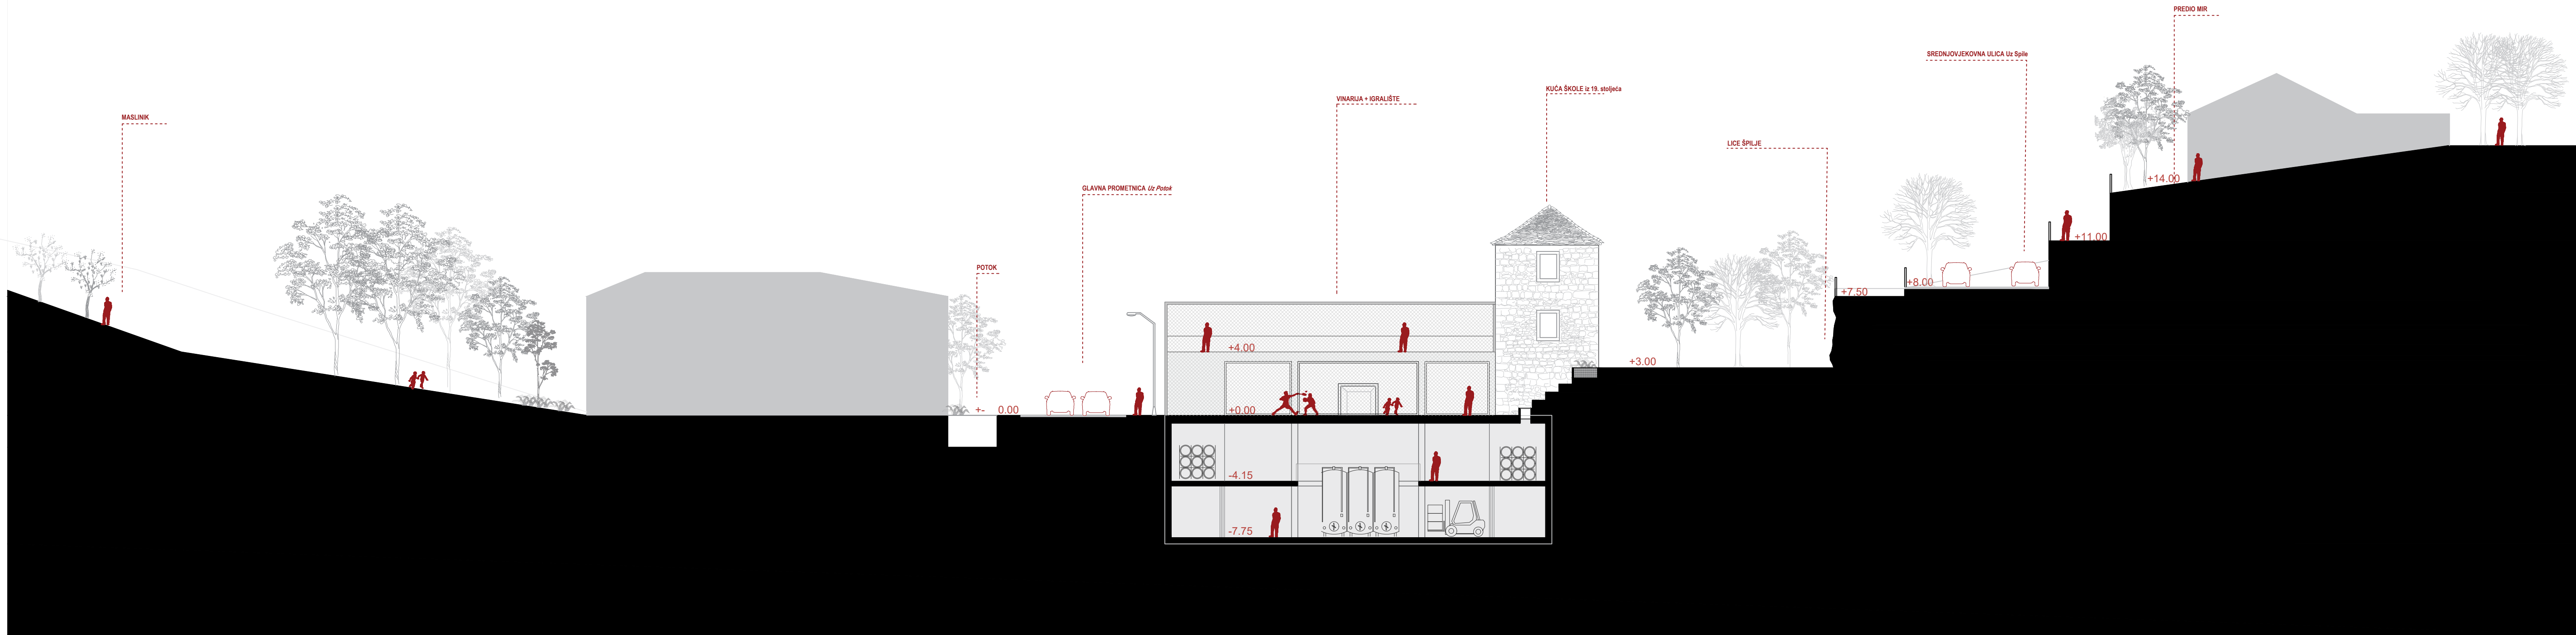 PREDIO MIR
SREDNJOVJEKOVNA ULICA Uz Spile
KUĆA ŠKOLE iz 19. stoljeća
VINARIJA + IGRALIŠTE
MASLINIK
LICE ŠPILJE
+14.00
GLAVNA PROMETNICA Uz Potok
+11.00
POTOK
+8.00
+7.50
+4.00
+3.00
+- 0.00
+0.00
-4.15
-7.75